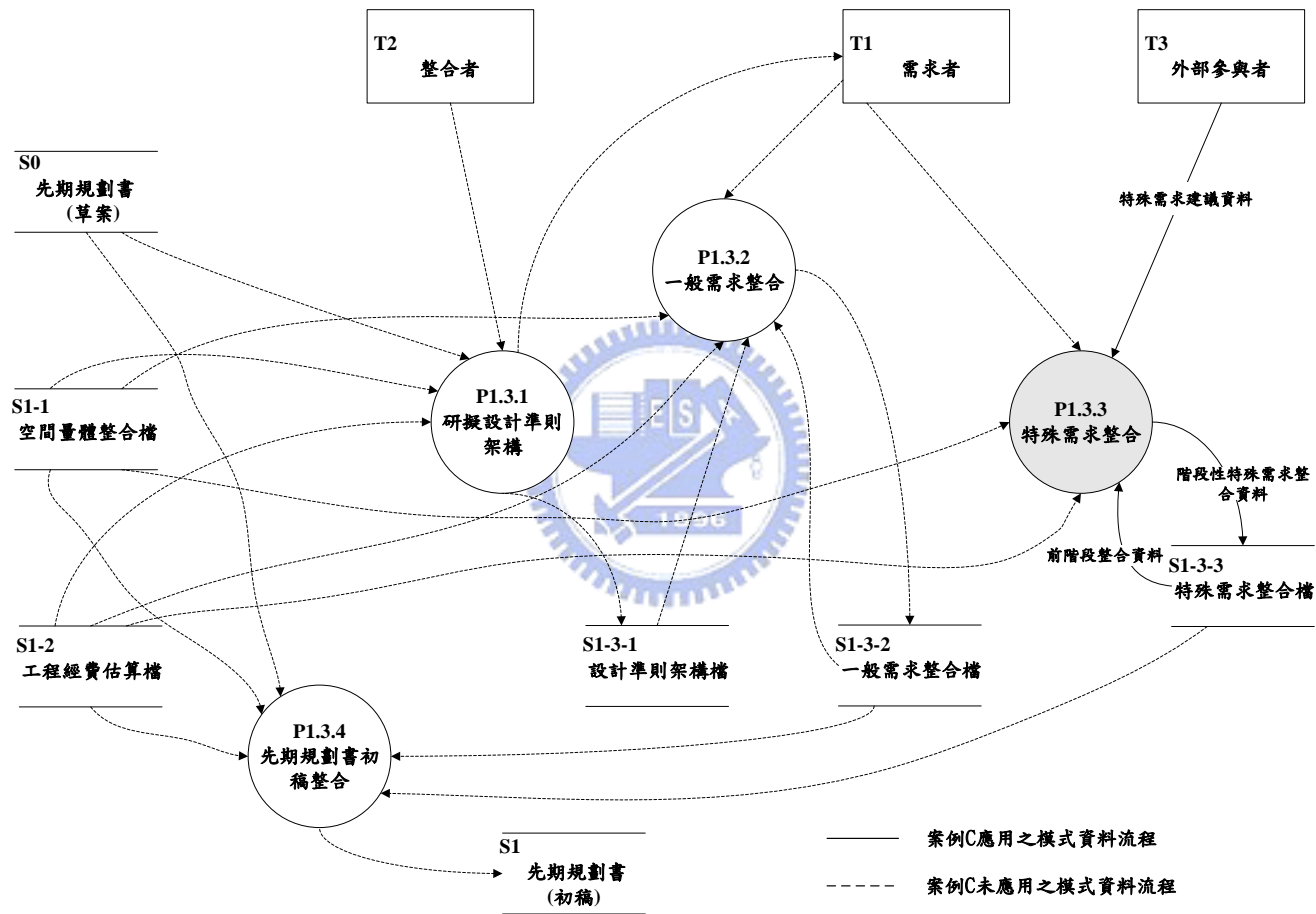 T2
整合者
T1
需求者
T3
外部參與者
S0
先期規劃書
(草案)
特殊需求建議資料
P1.3.2
一般需求整合
S1-1
空間量體整合檔
P1.3.1
研擬設計準則
架構
P1.3.3
特殊需求整合
階段性特殊需求整
合資料
前階段整合資料
S1-3-3
特殊需求整合檔
S1-2
工程經費估算檔
S1-3-1
設計準則架構檔
S1-3-2
一般需求整合檔
P1.3.4
先期規劃書初
稿整合
S1
先期規劃書
(初稿)
案例C應用之模式資料流程
案例C未應用之模式資料流程
ES
1896